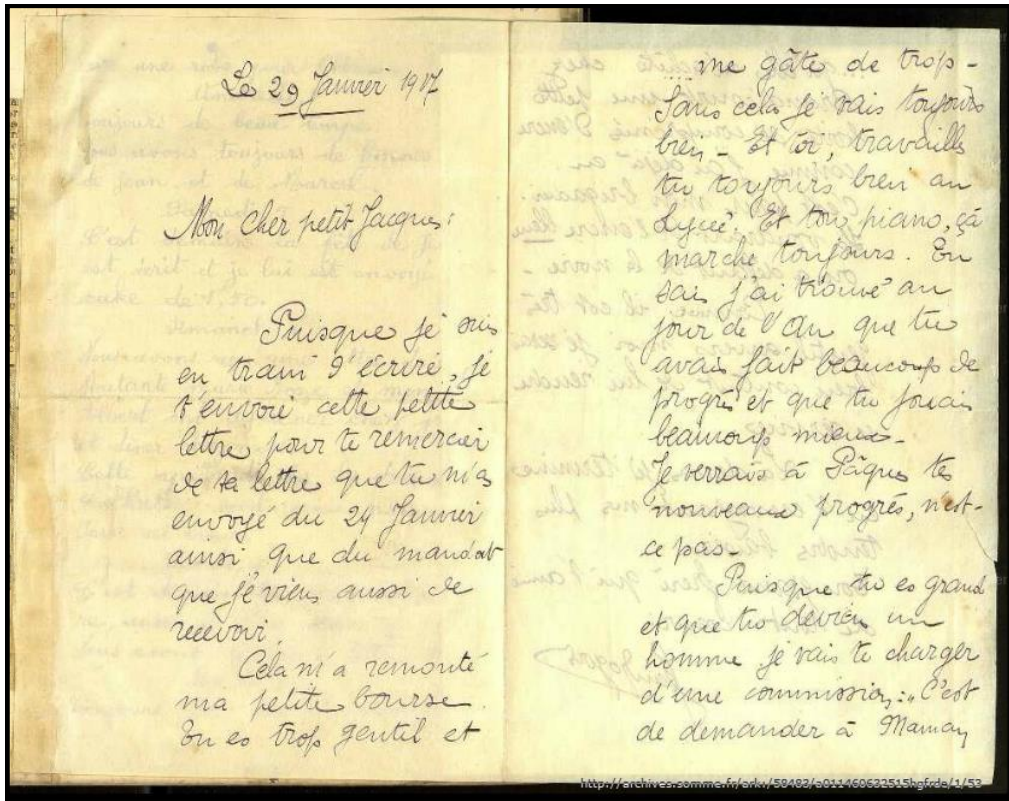 Le 29 Janvier 1917
Mon cher petit Jacques:
Puisque je suis
en train d'écrire, je
t'envoie cette petite
lettre pour te remercier
de ta lettre que tu m'as
envoyé du 24 Janvier
ainsi que du mandat
que je viens aussi de
recevoir.
Cela m'a remonté
ma petite bourse.
Tu es trop gentil et
...me gâte de trop -
Sans cela je vais toujours
bien - Et toi, travailles
tu toujours bien au
Lycée. Et ton piano, çà
marche toujours. Tu
sais j'ai trouvé au
jour de l'An que tu
avais fait beaucoup de
progrès et que tu jouais
beaucoup mieux -
Je verrais à Pâques tes
nouveaux progrès, n'est-
ce pas -
Puisque tu es grand
et que tu deviens un
homme je vais te charger
d'une commission: "C'est
de demander à Maman
http://archives.somme.fr/ark:/58483/a011460632515hgfrde/1/53